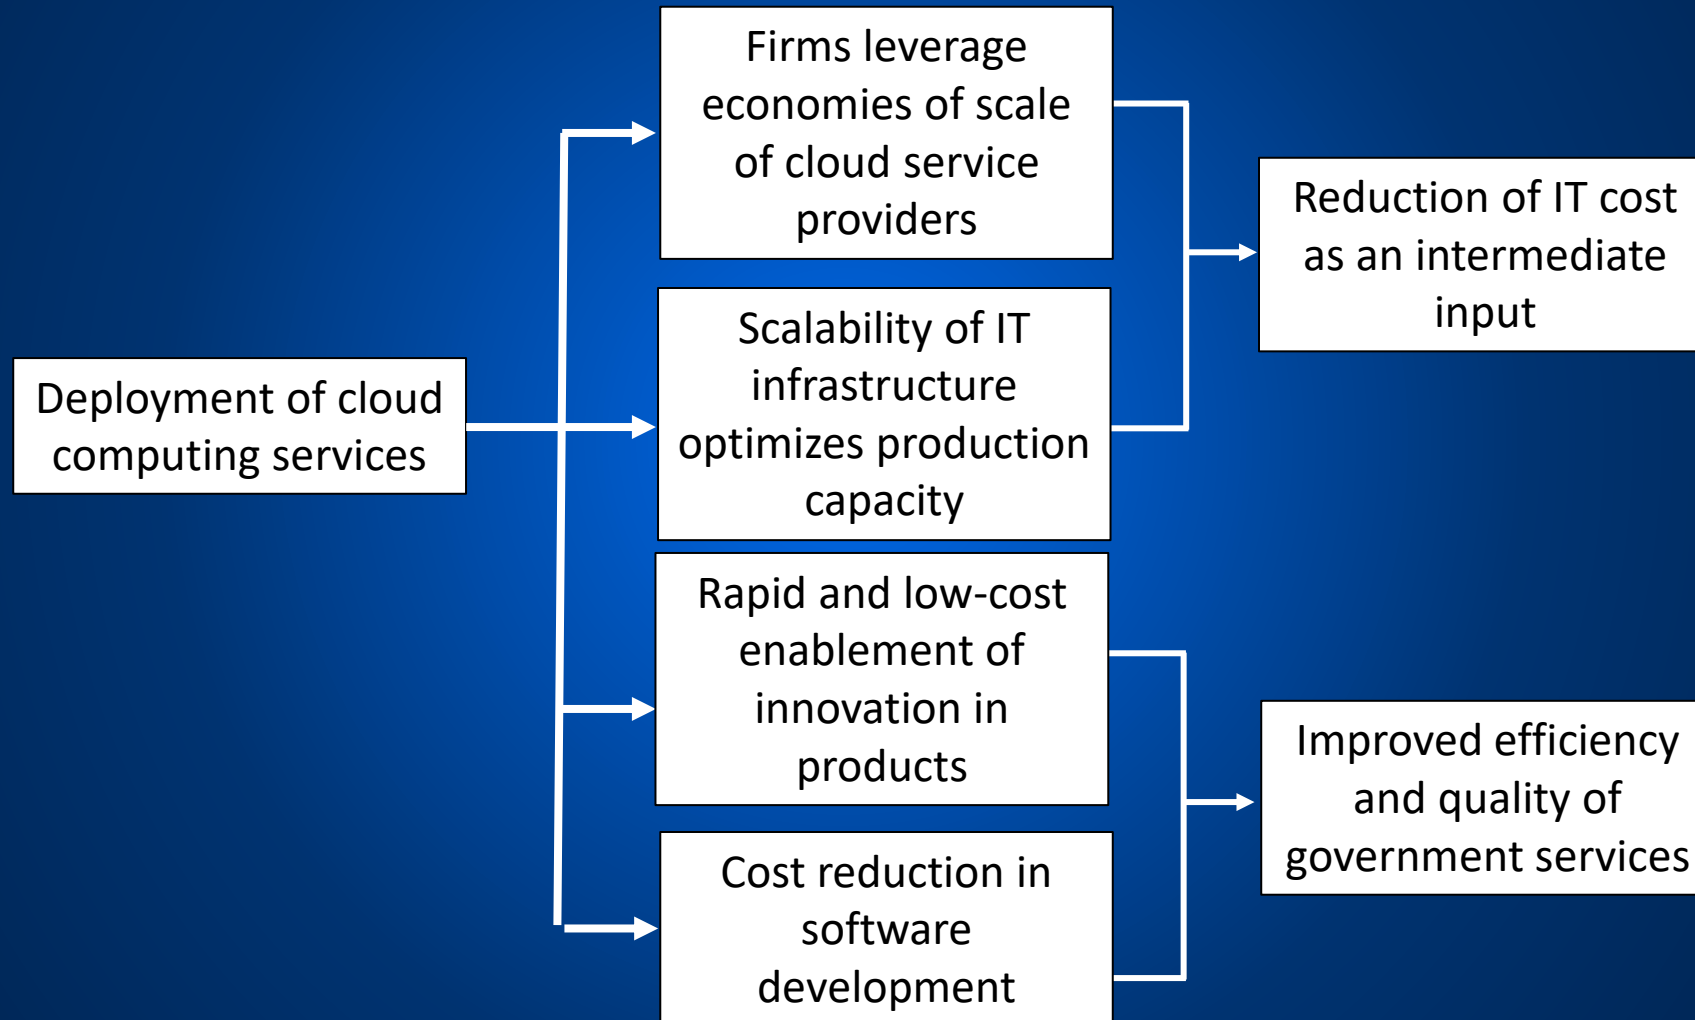 Deployment of cloud
computing services
Firms leverage
economies of scale
of cloud service
providers
Scalability of IT
infrastructure
optimizes production
capacity
Rapid and low-cost
enablement of
innovation in
products
Cost reduction in
software
development
Reduction of IT cost
as an intermediate
input
Improved efficiency
and quality of
government services